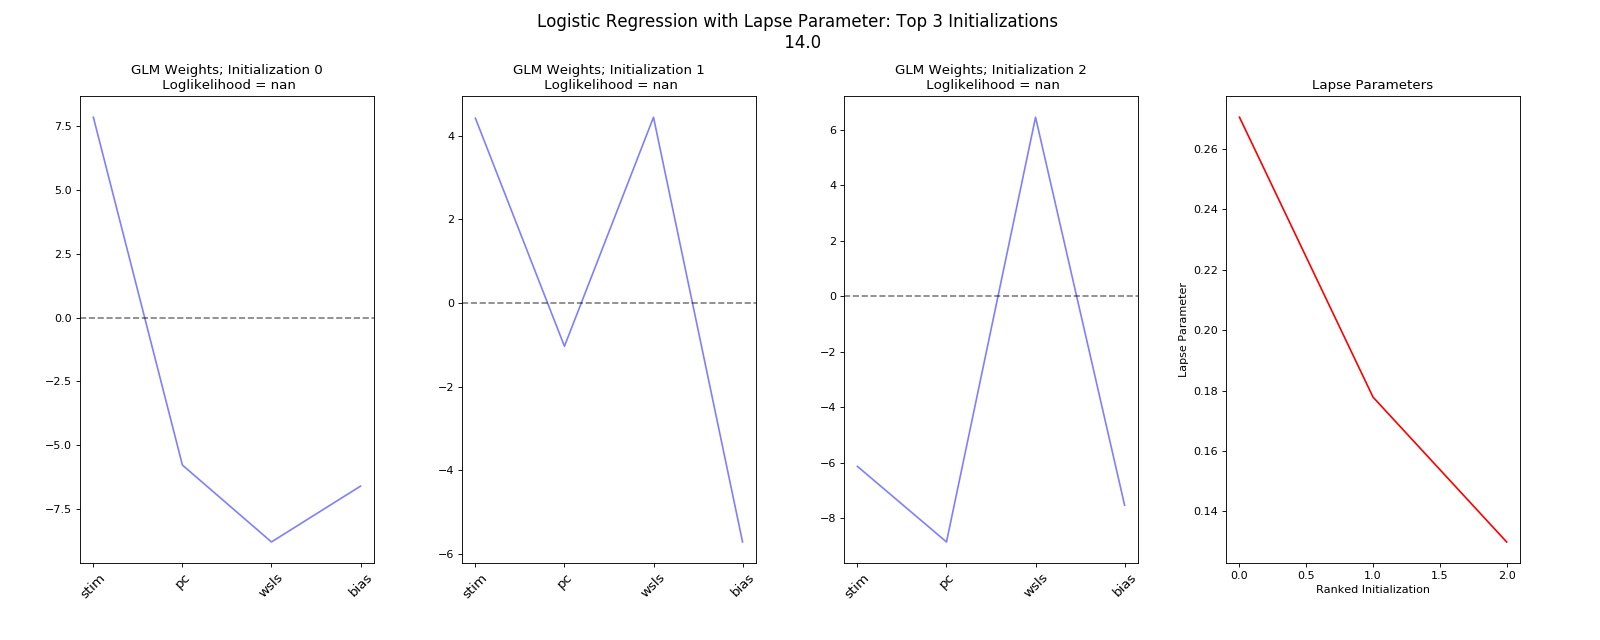 Logistic Regression with Lapse Parameter: Top 3 Initializations
14.0
GLM Weights; Initialization 0
Loglikelihood = nan
7.5
5.0
2.5
0.0
−2.5
−5.0
−7.5
stim
pc
wsls
bias
GLM Weights; Initialization 1
Loglikelihood = nan
4
2
0
−2
−4
−6
stim
pc
wsls
bias
GLM Weights; Initialization 2
Loglikelihood = nan
6
4
2
0
−2
−4
−6
−8
stim
pc
wsls
bias
Lapse Parameters
Lapse Parameter
0.26
0.24
0.22
0.20
0.18
0.16
0.14
0.0
0.5
1.0
1.5
2.0
Ranked Initialization